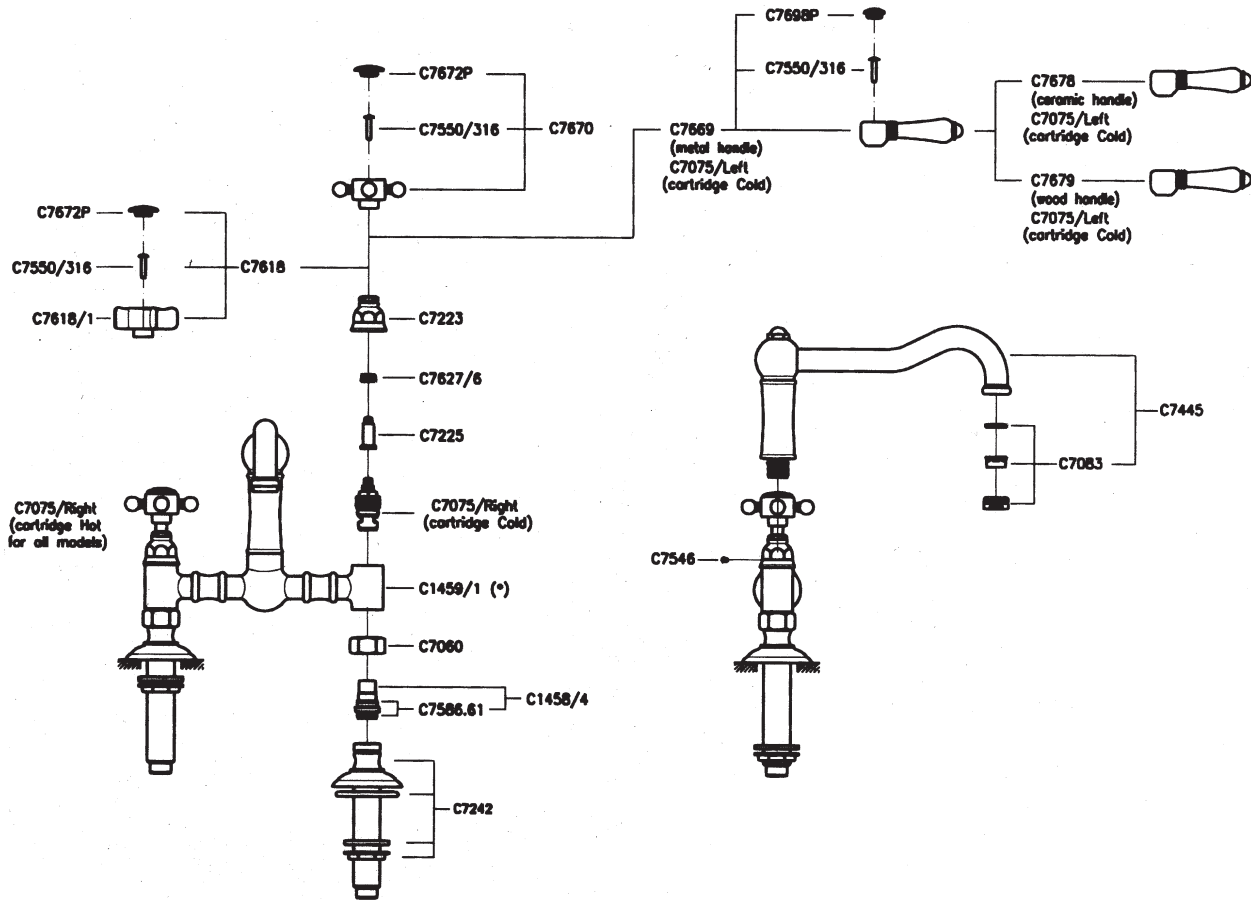 C7698P
C7672P
C7550/316
C7678
(ceramic handle)
C7075/Left
(cartridge Cold)
C7550/316
C7670
C7669
(metal handle)
C7075/Left
(cartridge Cold)
C7679
(wood handle)
C7075/Left
(cartridge Cold)
C7672P
C7550/316
C7618
C7618/1
C7223
C7627/6
C7445
C7225
C7083
C7075/Right
(cartridge Hot
for all models)
C7075/Right
(cartridge Cold)
C7546
C1459/1 (*)
C7060
C1458/4
C7586.61
C7242